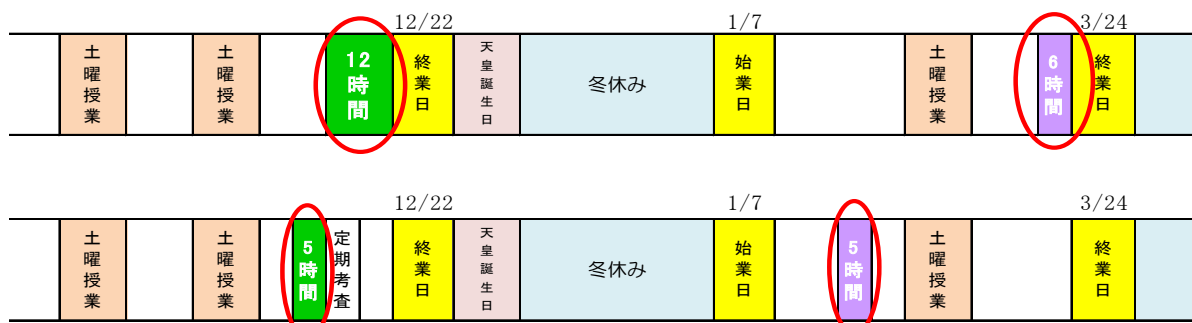 12/22 1/7 3/24
土曜授業 土曜授業 12時間 終業日 天皇誕生日 冬休み 始業日 土曜授業 6時間 終業日
12/22 1/7 3/24
土曜授業 土曜授業 5時間 定期考査 終業日 天皇誕生日 冬休み 始業日 5時間 土曜授業 終業日